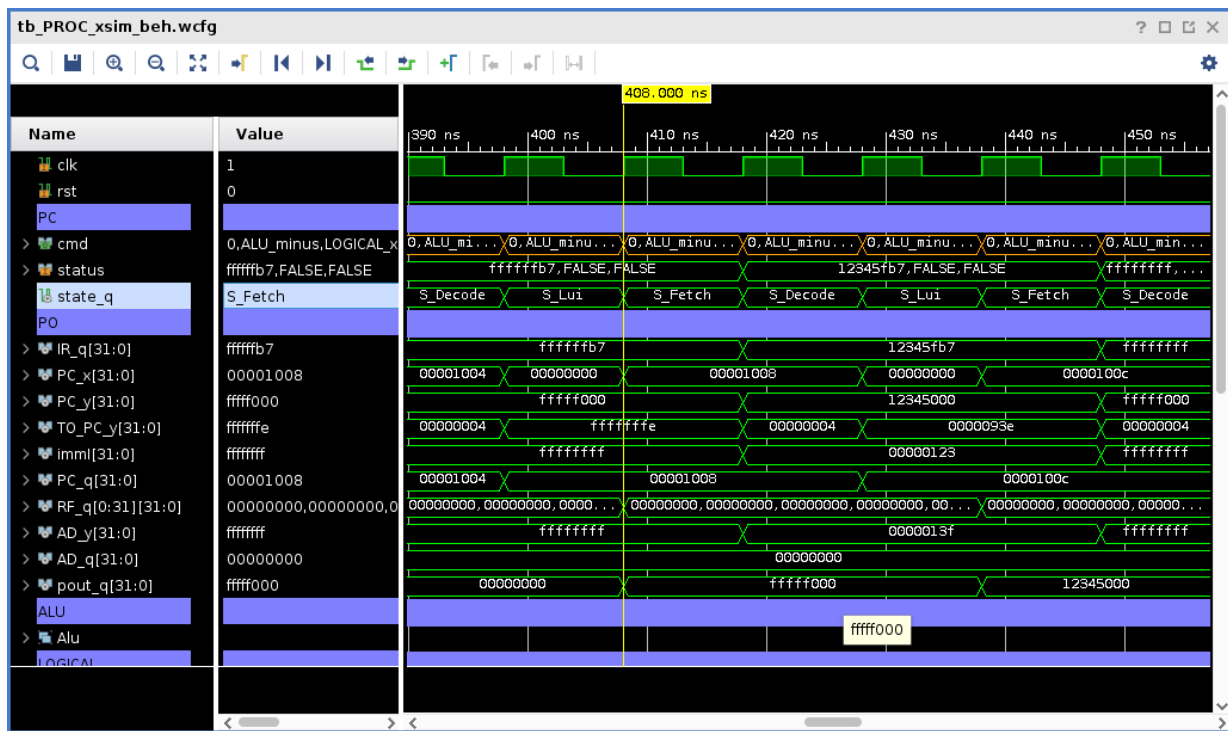 tb_PROC_xsim_beh.wcfg
?
408.000 ns
Name Value 390 ns 400 ns 410 ns 420 ns 430 ns 440 ns 450 ns
clk 1
rst 0
PC
cmd 0,ALU_minus,LOGICAL_x 0,ALU_mi... 0,ALU_minu... 0,ALU_minu... 0,ALU_minu... 0,ALU_minu... 0,ALU_minu... 0,ALU_min...
status ffffffb7,FALSE,FALSE ffffffb7,FALSE,FALSE 12345fb7,FALSE,FALSE ffffffff,...
state_q S_Fetch S_Decode S_Lui S_Fetch S_Decode S_Lui S_Fetch S_Decode
PO
IR_q[31:0] ffffffb7 ffffffb7 12345fb7 ffffffff
PC_x[31:0] 00001008 00001004 00000000 00001008 00000000 0000100c
PC_y[31:0] fffff000 fffff000 12345000 fffff000
TO_PC_y[31:0] fffffffe 00000004 fffffffe 00000004 0000093e 00000004
immI[31:0] ffffffff ffffffff 00000123 ffffffff
PC_q[31:0] 00001008 00001004 00001008 0000100c
RF_q[0:31][31:0] 00000000,00000000,0 00000000,00000000,0000... 00000000,00000000,00000000,00000000,00... 00000000,00000000,00000...
AD_y[31:0] ffffffff ffffffff 0000013f ffffffff
AD_q[31:0] 00000000 00000000
pout_q[31:0] fffff000 00000000 fffff000 12345000
ALU
fffff000
Alu
LOGICAL